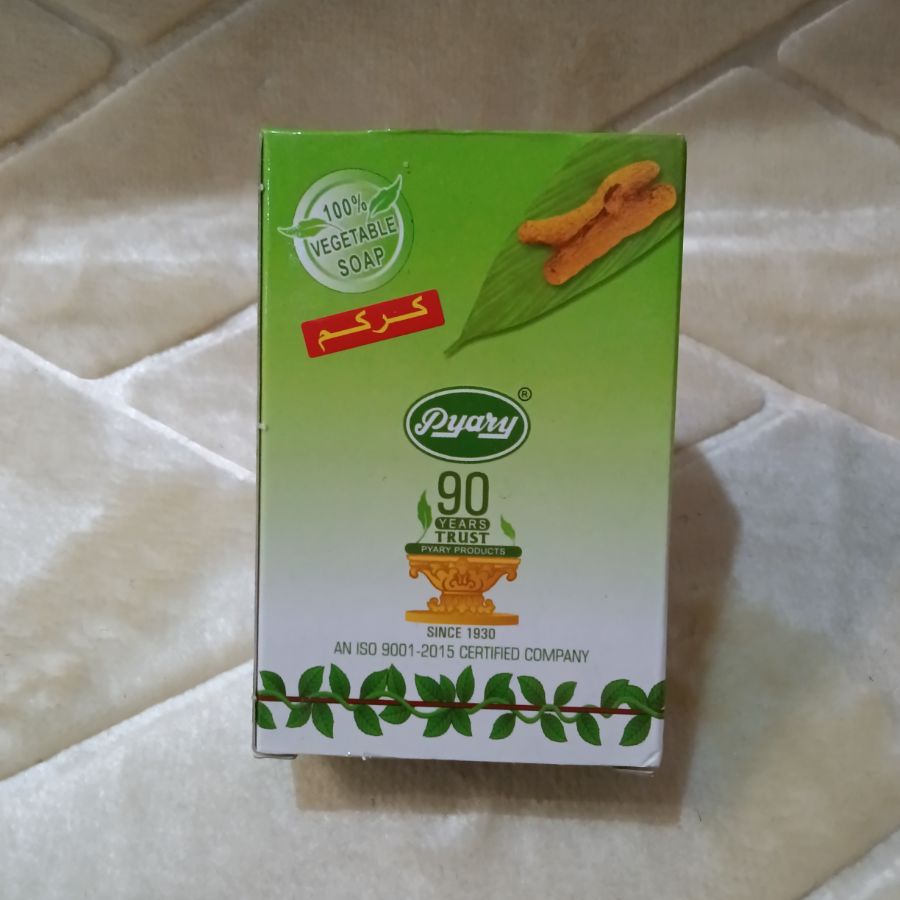 100%
VEGETABLE
SOAP
كركم
Pyary ®
90
YEARS
TRUST
PYARY PRODUCTS
SINCE 1930
AN ISO 9001-2015 CERTIFIED COMPANY